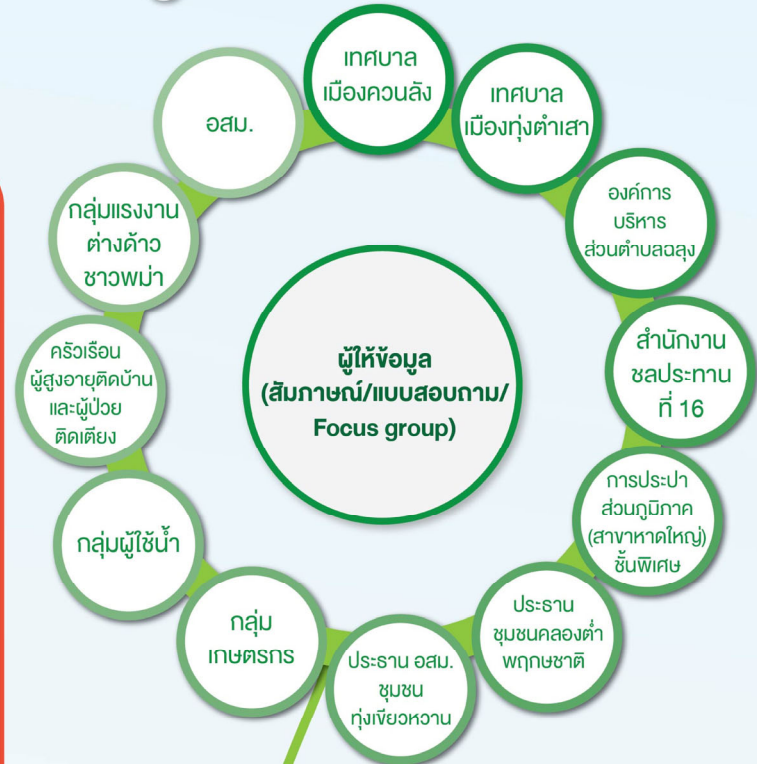 เทศบาล
เมืองควนลัง
เทศบาล
เมืองทุ่งตำเสา
องค์การ
บริหาร
ส่วนตำบลฉลุง
สำนักงาน
ชลประทาน
ที่ 16
การประปา
ส่วนภูมิภาค
(สาขาหาดใหญ่)
ชั้นพิเศษ
ประธาน
ชุมชนคลองต่ำ
พฤกษชาติ
ประธาน อสม.
ชุมชน
ทุ่งเขียวหวาน
กลุ่ม
เกษตรกร
กลุ่มผู้ใช้น้ำ
ครัวเรือน
ผู้สูงอายุติดบ้าน
และผู้ป่วย
ติดเตียง
กลุ่มแรงงาน
ต่างด้าว
ชาวพม่า
อสม.
ผู้ให้ข้อมูล
(สัมภาษณ์/แบบสอบถาม/
Focus group)